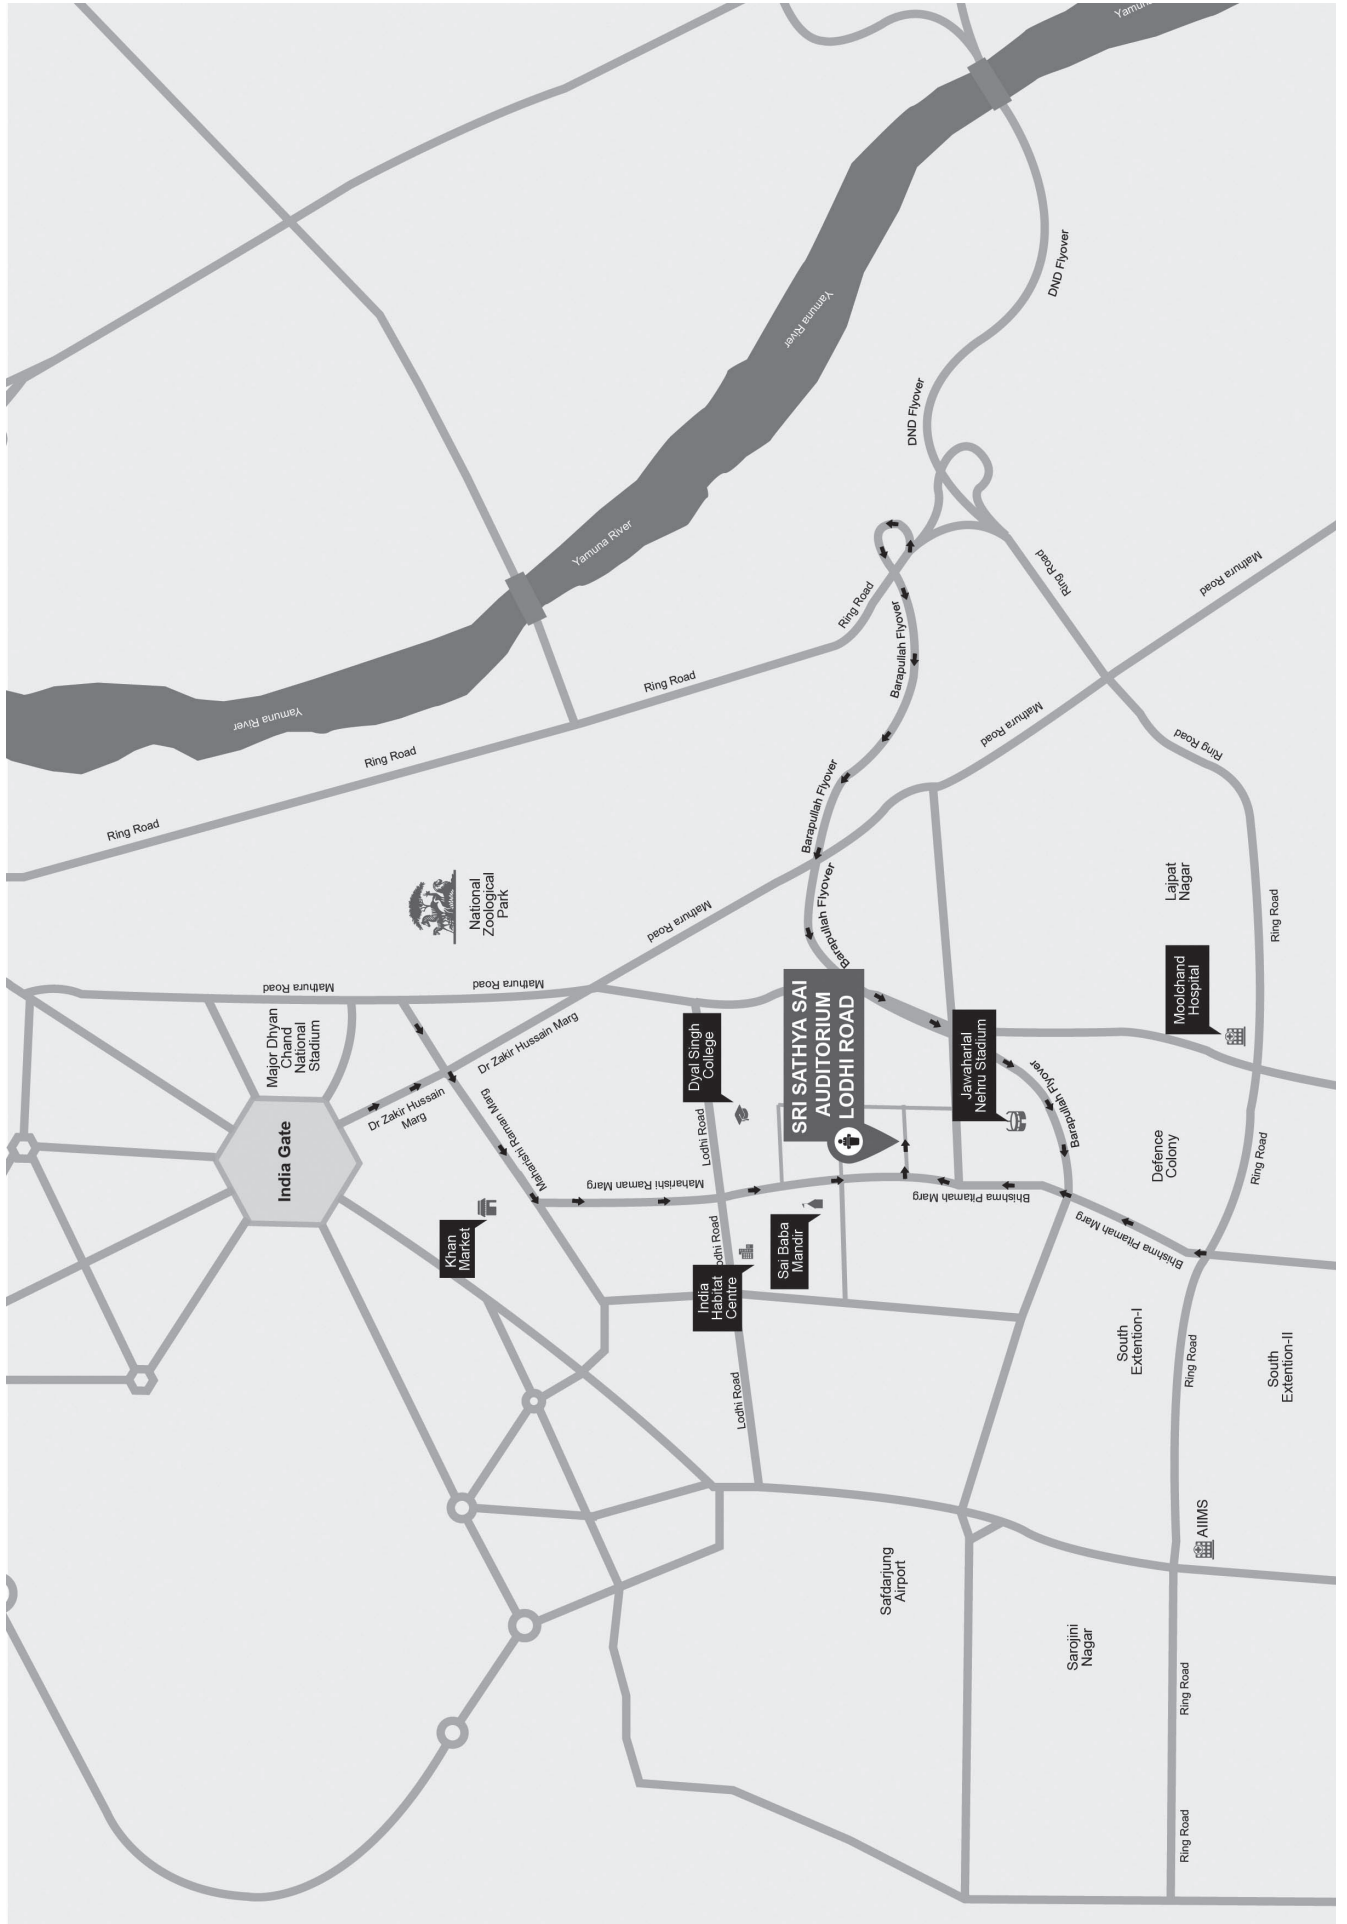 Yamuna River
DND Flyover
DND Flyover
Yamuna River
Yamuna River
Yamuna River
Ring Road
Ring Road
Ring Road
Ring Road
Ring Road
Ring Road
Ring Road
Ring Road
Ring Road
Ring Road
Ring Road
Mathura Road
Mathura Road
Mathura Road
Mathura Road
Mathura Road
Barapullah Flyover
Barapullah Flyover
Barapullah Flyover
Barapullah Flyover
National
Zoological
Park
Major Dhyan
Chand
National
Stadium
India Gate
Dr Zakir Hussain
Marg
Dr Zakir Hussain Marg
Maharishi Raman Marg
Maharishi Raman Marg
Khan
Market
Dyal Singh
College
Lodhi Road
odhi Road
Lodhi Road
India
Habitat
Centre
Sai Baba
Mandir
SRI SATHYA SAI
AUDITORIUM
LODHI ROAD
Jawaharlal
Nehru Stadium
Bhishma Pitamah Marg
Bhishma Pitamah Marg
Moolchand
Hospital
Lajpat
Nagar
Defence
Colony
South
Extention-I
South
Extention-II
AIIMS
Safdarjung
Airport
Sarojini
Nagar